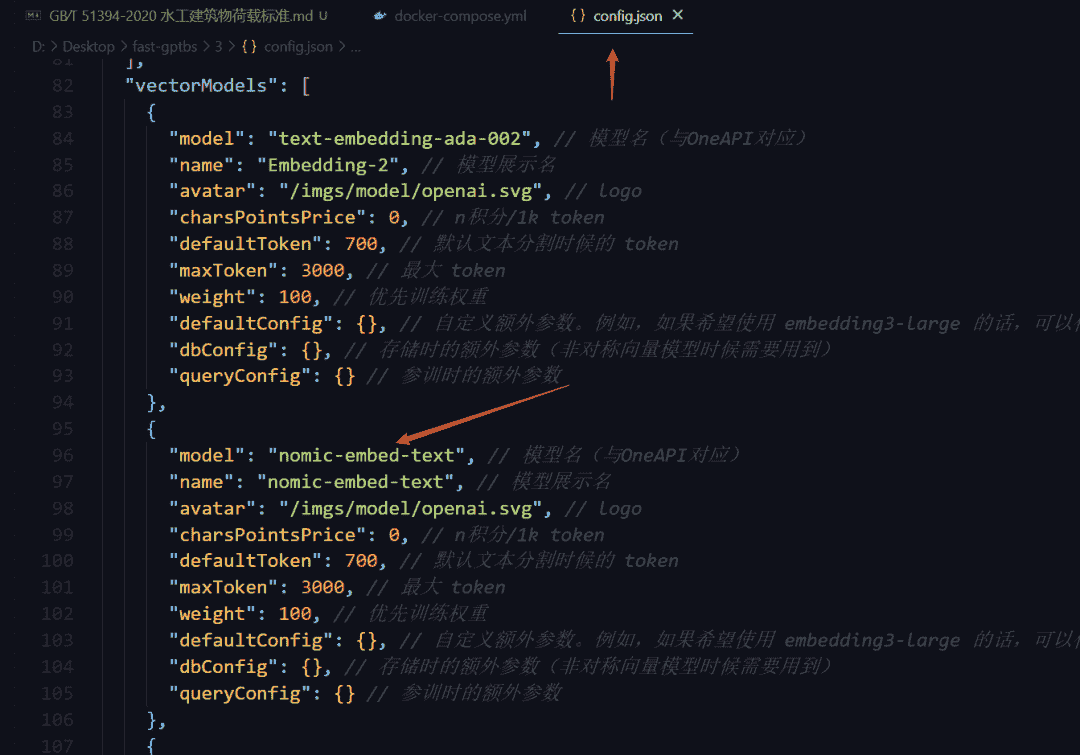 GB∕T 51394-2020 水工建筑物荷载标准.md U
docker-compose.yml
{ } config.json ×
D: > Desktop > fast-gptbs > 3 > { } config.json > ...
81 ],
82 "vectorModels": [
83 {
84 "model": "text-embedding-ada-002", // 模型名（与OneAPI对应）
85 "name": "Embedding-2", // 模型展示名
86 "avatar": "/imgs/model/openai.svg", // logo
87 "charsPointsPrice": 0, // n积分/1k token
88 "defaultToken": 700, // 默认文本分割时候的 token
89 "maxToken": 3000, // 最大 token
90 "weight": 100, // 优先训练权重
91 "defaultConfig": {}, // 自定义额外参数。例如，如果希望使用 embedding3-large 的话，可以
92 "dbConfig": {}, // 存储时的额外参数（非对称向量模型时候需要用到）
93 "queryConfig": {} // 参训时的额外参数
94 },
95 {
96 "model": "nomic-embed-text", // 模型名（与OneAPI对应）
97 "name": "nomic-embed-text", // 模型展示名
98 "avatar": "/imgs/model/openai.svg", // logo
99 "charsPointsPrice": 0, // n积分/1k token
100 "defaultToken": 700, // 默认文本分割时候的 token
101 "maxToken": 3000, // 最大 token
102 "weight": 100, // 优先训练权重
103 "defaultConfig": {}, // 自定义额外参数。例如，如果希望使用 embedding3-large 的话，可以
104 "dbConfig": {}, // 存储时的额外参数（非对称向量模型时候需要用到）
105 "queryConfig": {} // 参训时的额外参数
106 },
107 {